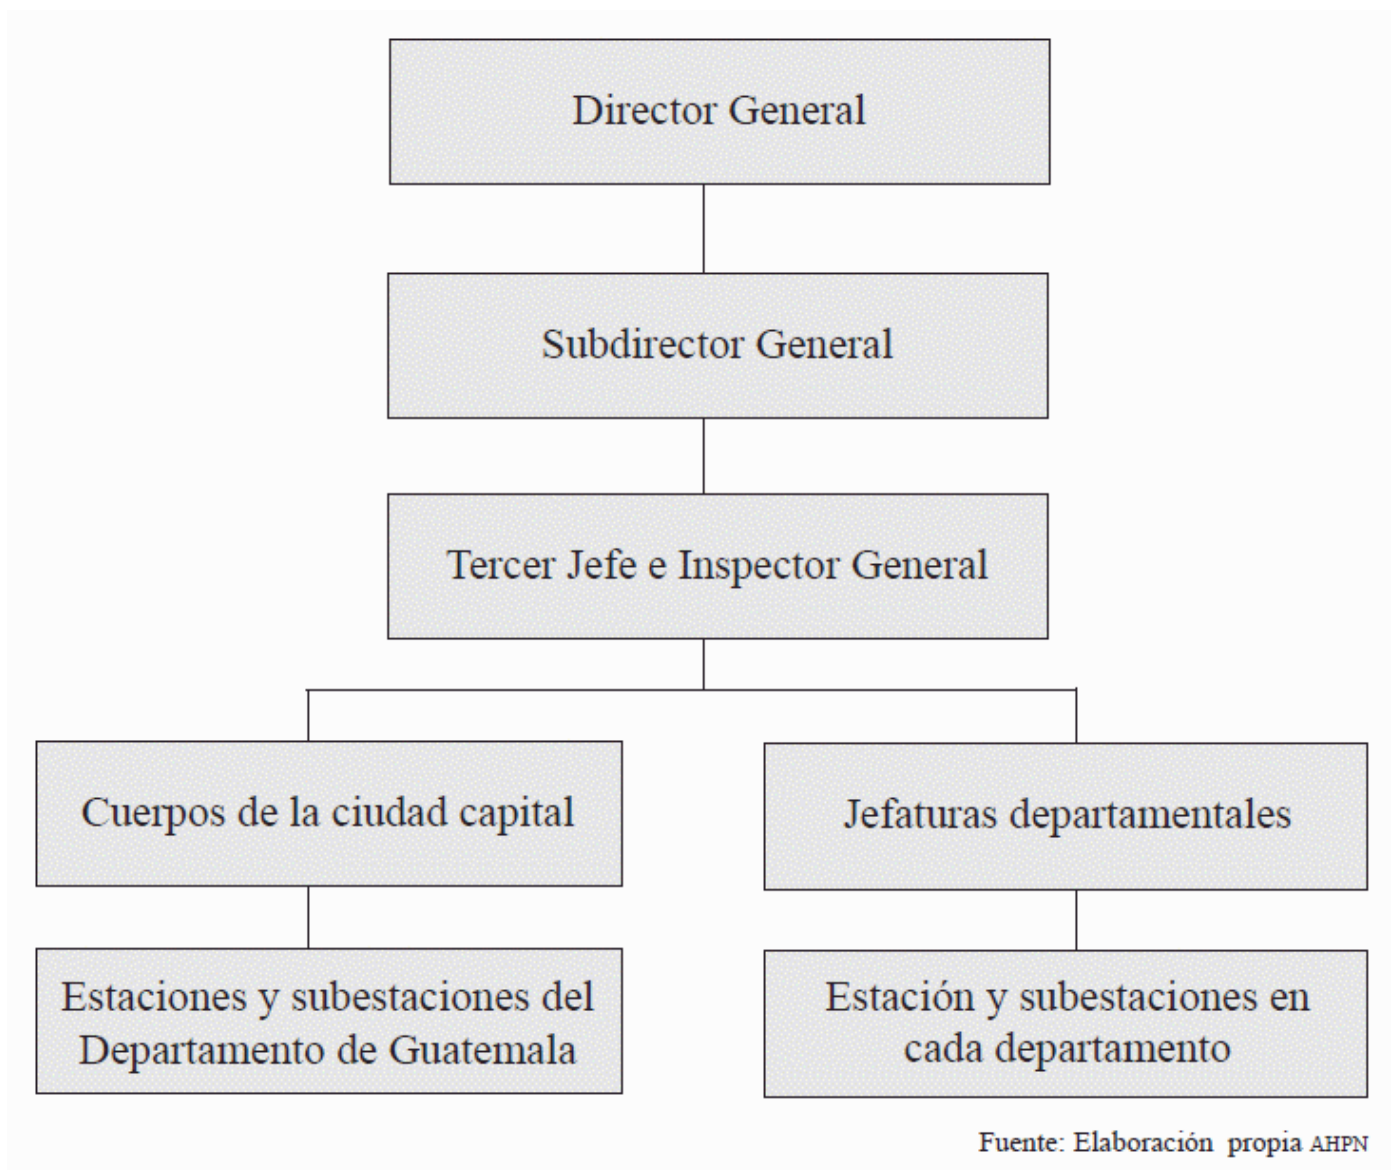 Director General
Subdirector General
Tercer Jefe e Inspector General
Cuerpos de la ciudad capital
Jefaturas departamentales
Estaciones y subestaciones del
Departamento de Guatemala
Estación y subestaciones en
cada departamento
Fuente: Elaboración propia AHPN